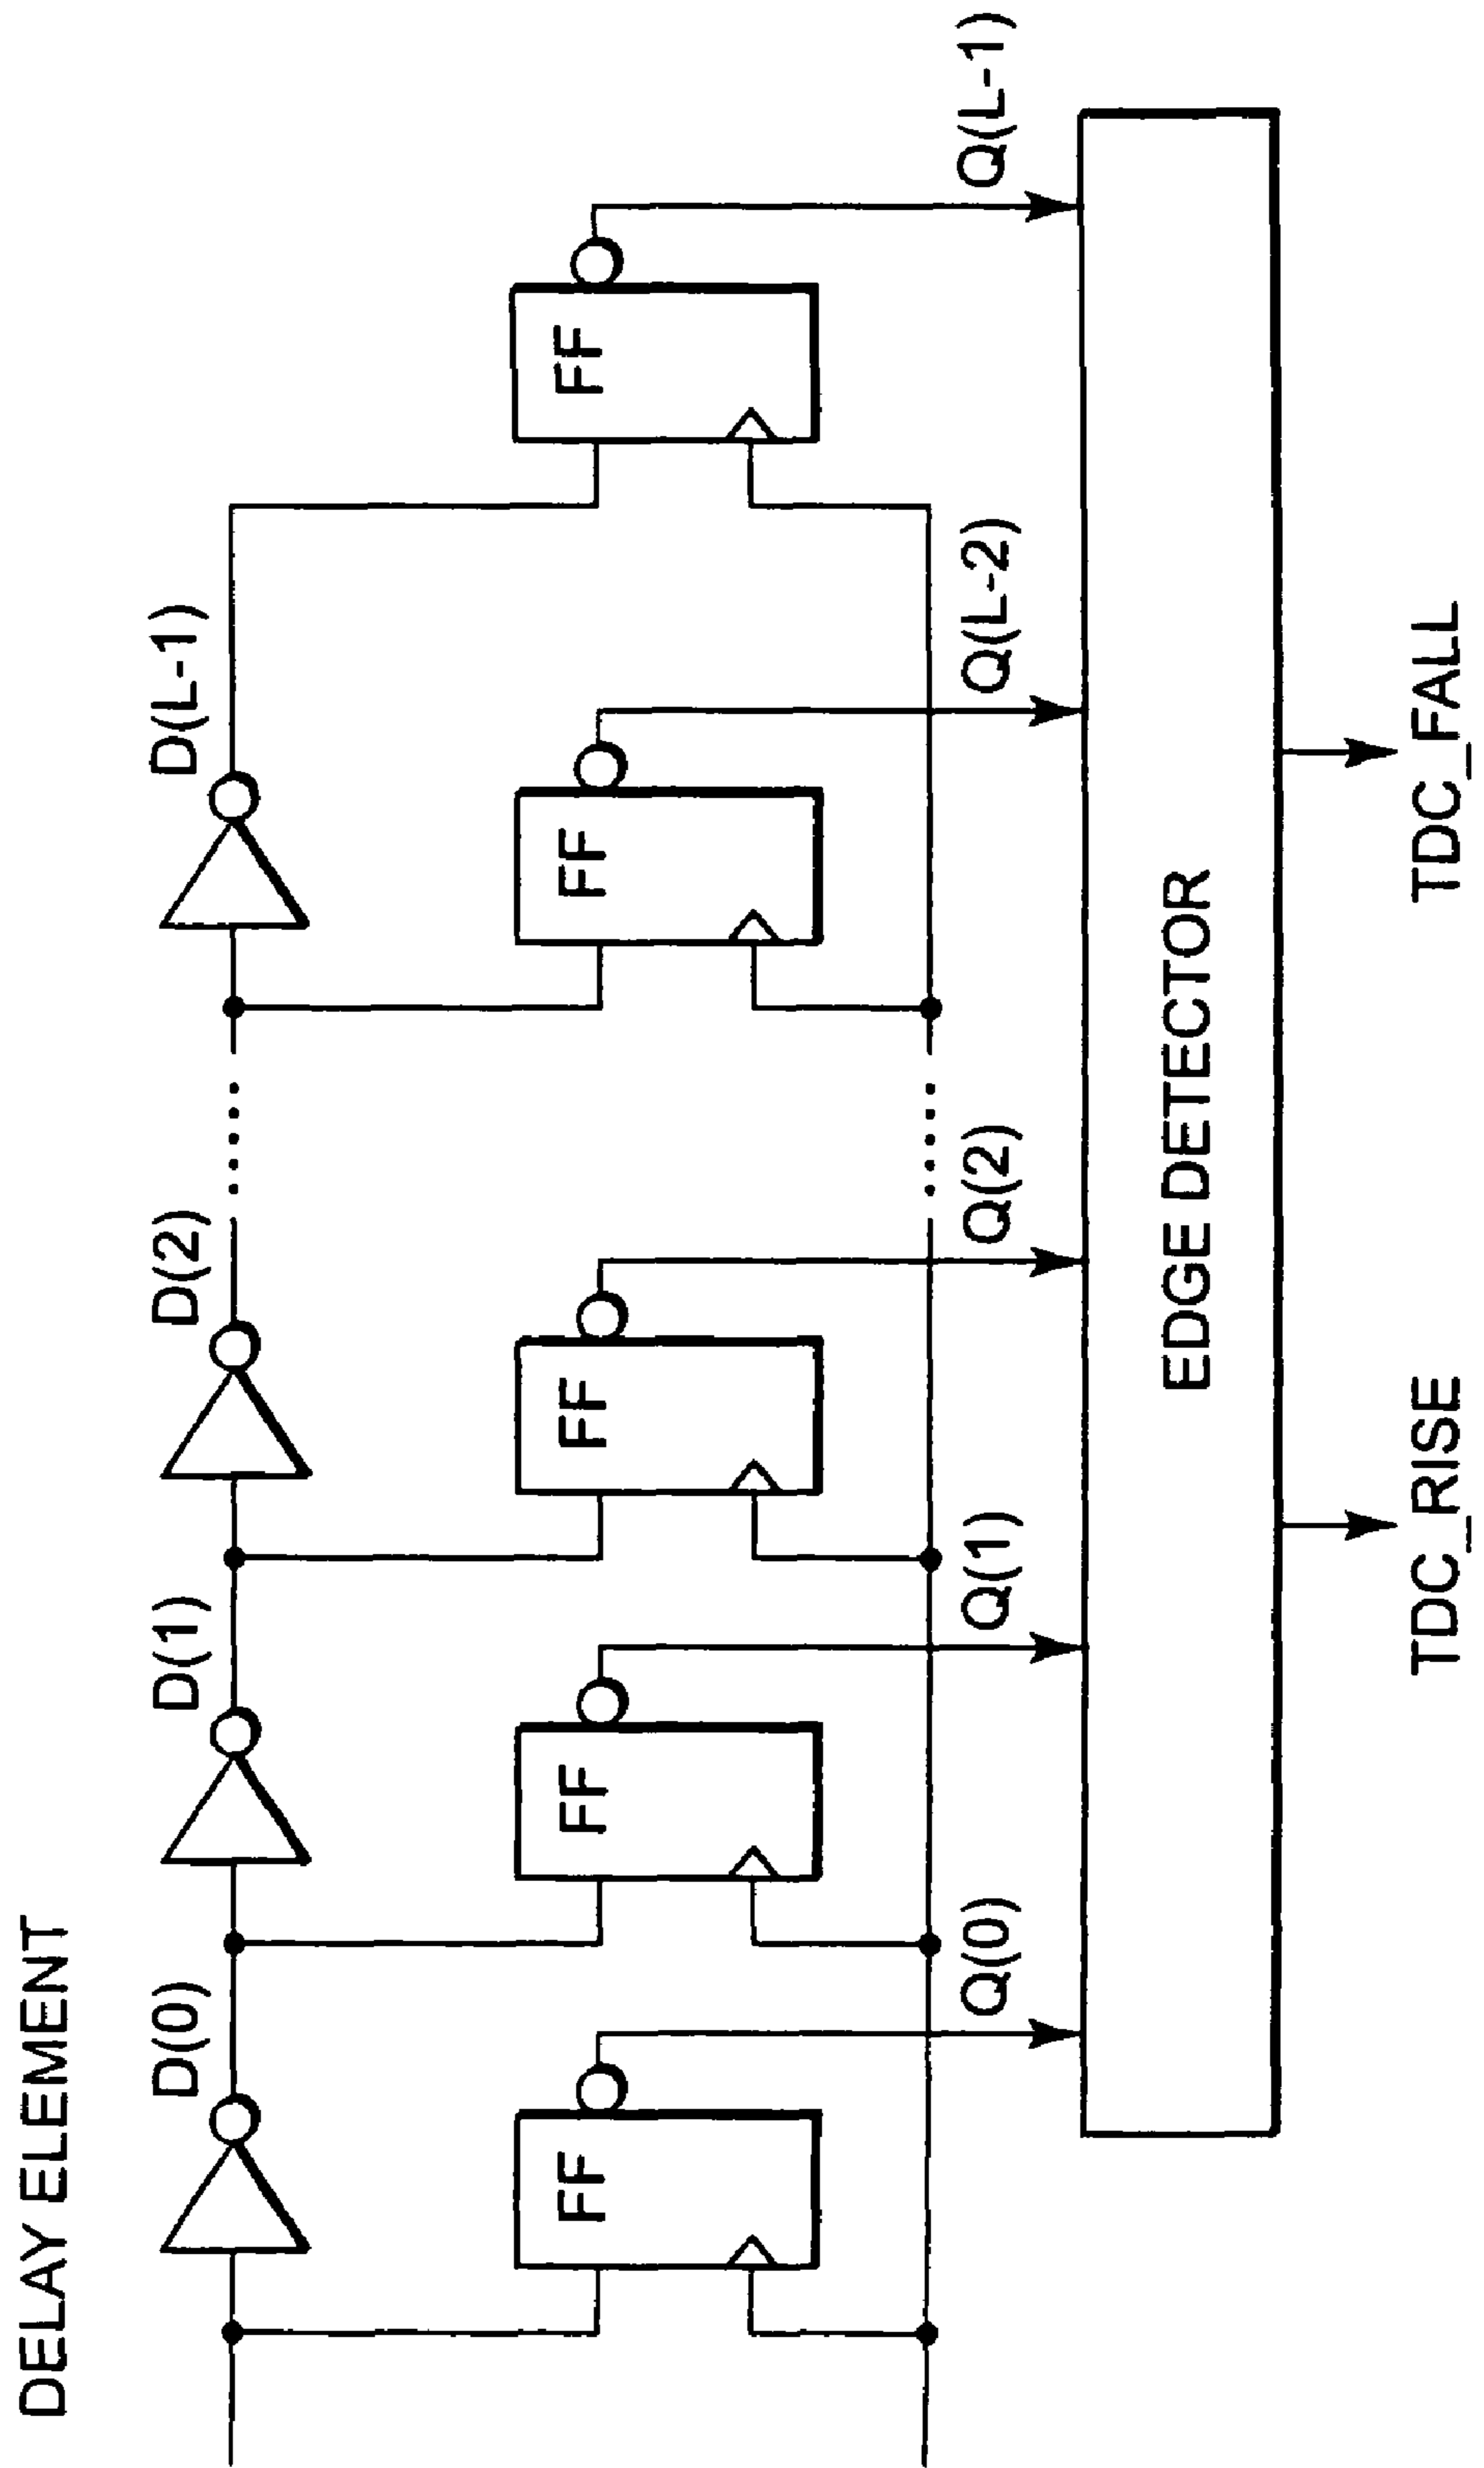 DELAY ELEMENT
D(0)
D(1)
D(2)
D(L-1)
FF
FF
FF
FF
FF
Q(0)
Q(1)
Q(2)
Q(L-2)
Q(L-1)
EDGE DETECTOR
TDC_RISE
TDC_FALL